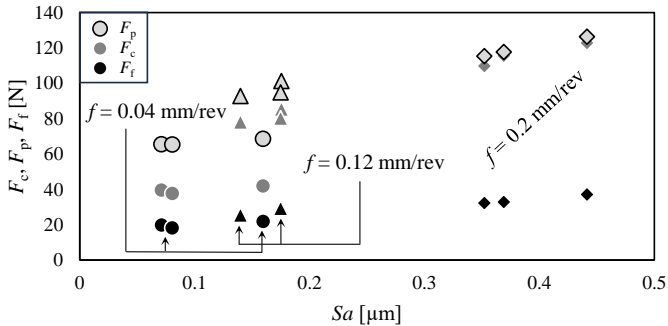 140
120
100
80
60
40
20
0
Fc, Fp, Ff [N]
Fp
Fc
Ff
f = 0.04 mm/rev
f = 0.12 mm/rev
f = 0.2 mm/rev
0 0.1 0.2 0.3 0.4 0.5
Sa [µm]